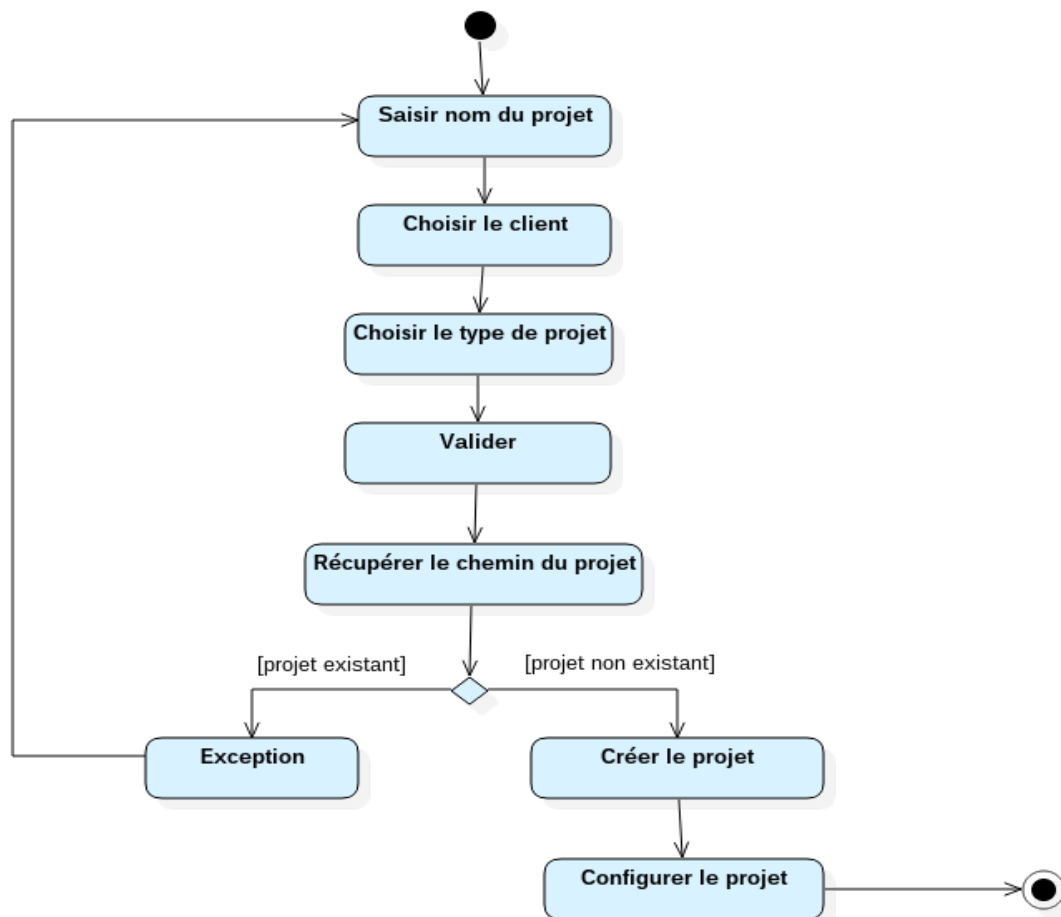 Saisir nom du projet
Choisir le client
Choisir le type de projet
Valider
Récupérer le chemin du projet
[projet existant]
[projet non existant]
Exception
Créer le projet
Configurer le projet